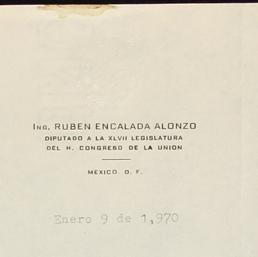 ING. RUBEN ENCALADA ALONZO
DIPUTADO A LA XLVII LEGISLATURA
DEL H. CONGRESO DE LA UNION
MEXICO. D. F.
Enero 9 de 1,970